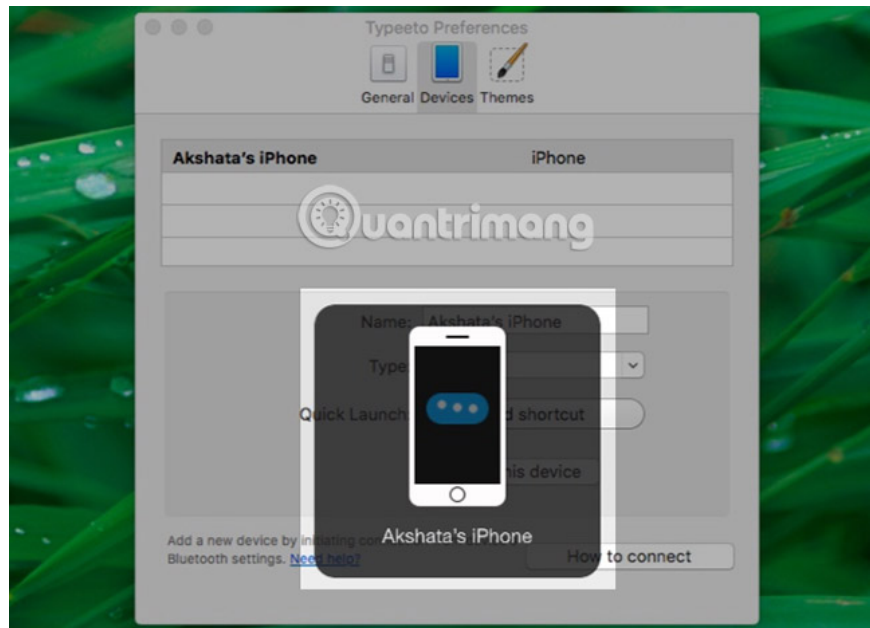 Typeeto Preferences
General Devices Themes
Akshata's iPhone iPhone
Quantrimang
Name: Akshata's iPhone
Type:
Quick Launch: shortcut
his device
Akshata's iPhone
Add a new device by initiating
Bluetooth settings. Need help?
How to connect